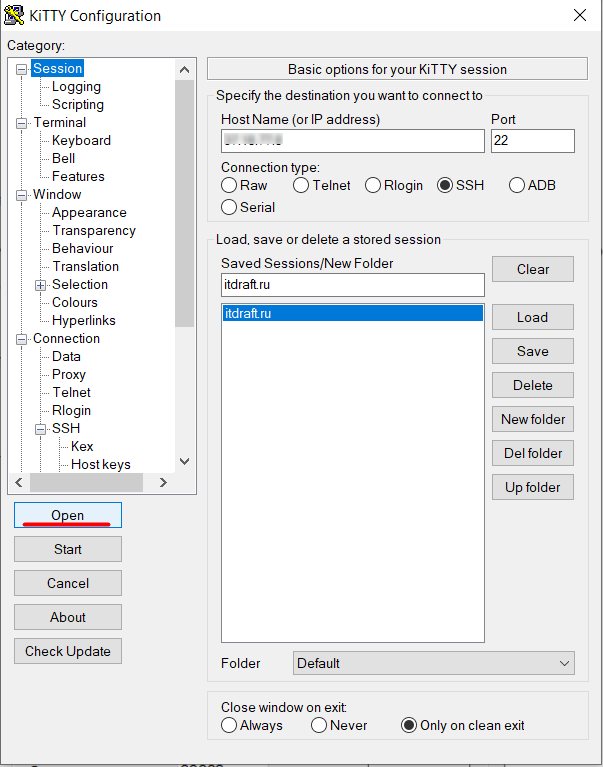 KiTTY Configuration
Category:
Session
Logging
Scripting
Terminal
Keyboard
Bell
Features
Window
Appearance
Transparency
Behaviour
Translation
Selection
Colours
Hyperlinks
Connection
Data
Proxy
Telnet
Rlogin
SSH
Kex
Host keys
Open
Start
Cancel
About
Check Update
Basic options for your KiTTY session
Specify the destination you want to connect to
Host Name (or IP address) Port
22
Connection type:
Raw Telnet Rlogin SSH ADB
Serial
Load, save or delete a stored session
Saved Sessions/New Folder
itdraft.ru
itdraft.ru
Clear
Load
Save
Delete
New folder
Del folder
Up folder
Folder Default
Close window on exit:
Always Never Only on clean exit